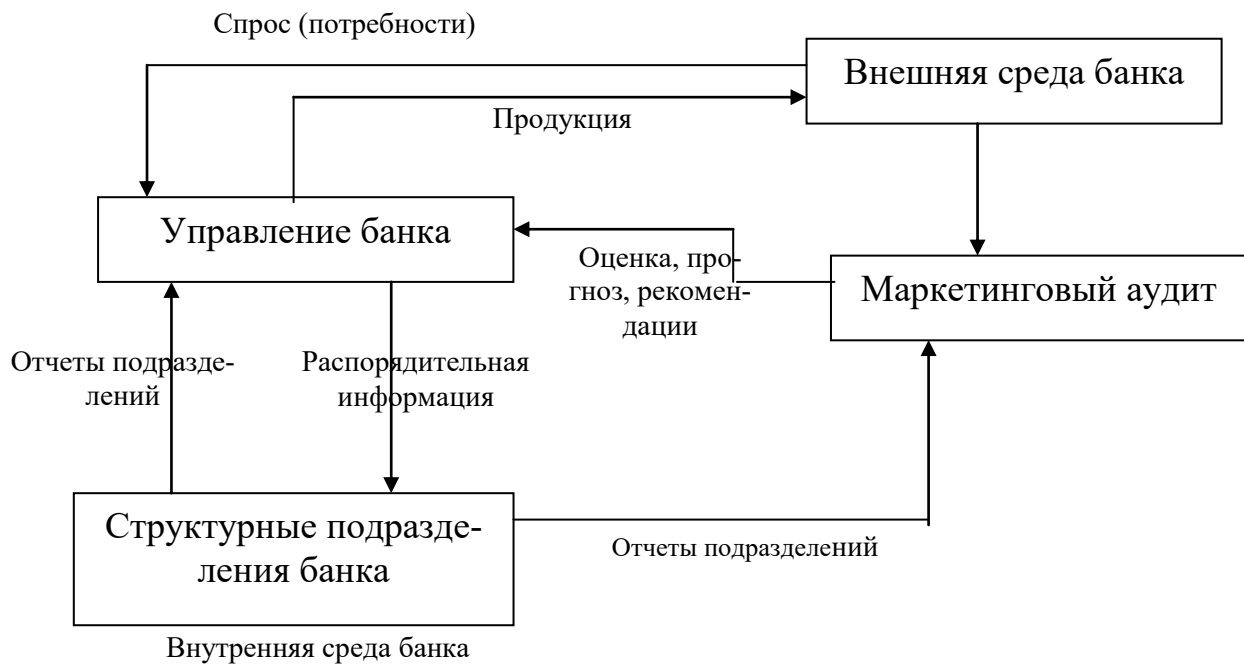 Спрос (потребности)
Внешняя среда банка
Продукция
Управление банка
Оценка, про-
гноз, рекомен-
дации
Маркетинговый аудит
Отчеты подразде-
лений
Распорядительная
информация
Структурные подразде-
ления банка
Отчеты подразделений
Внутренняя среда банка